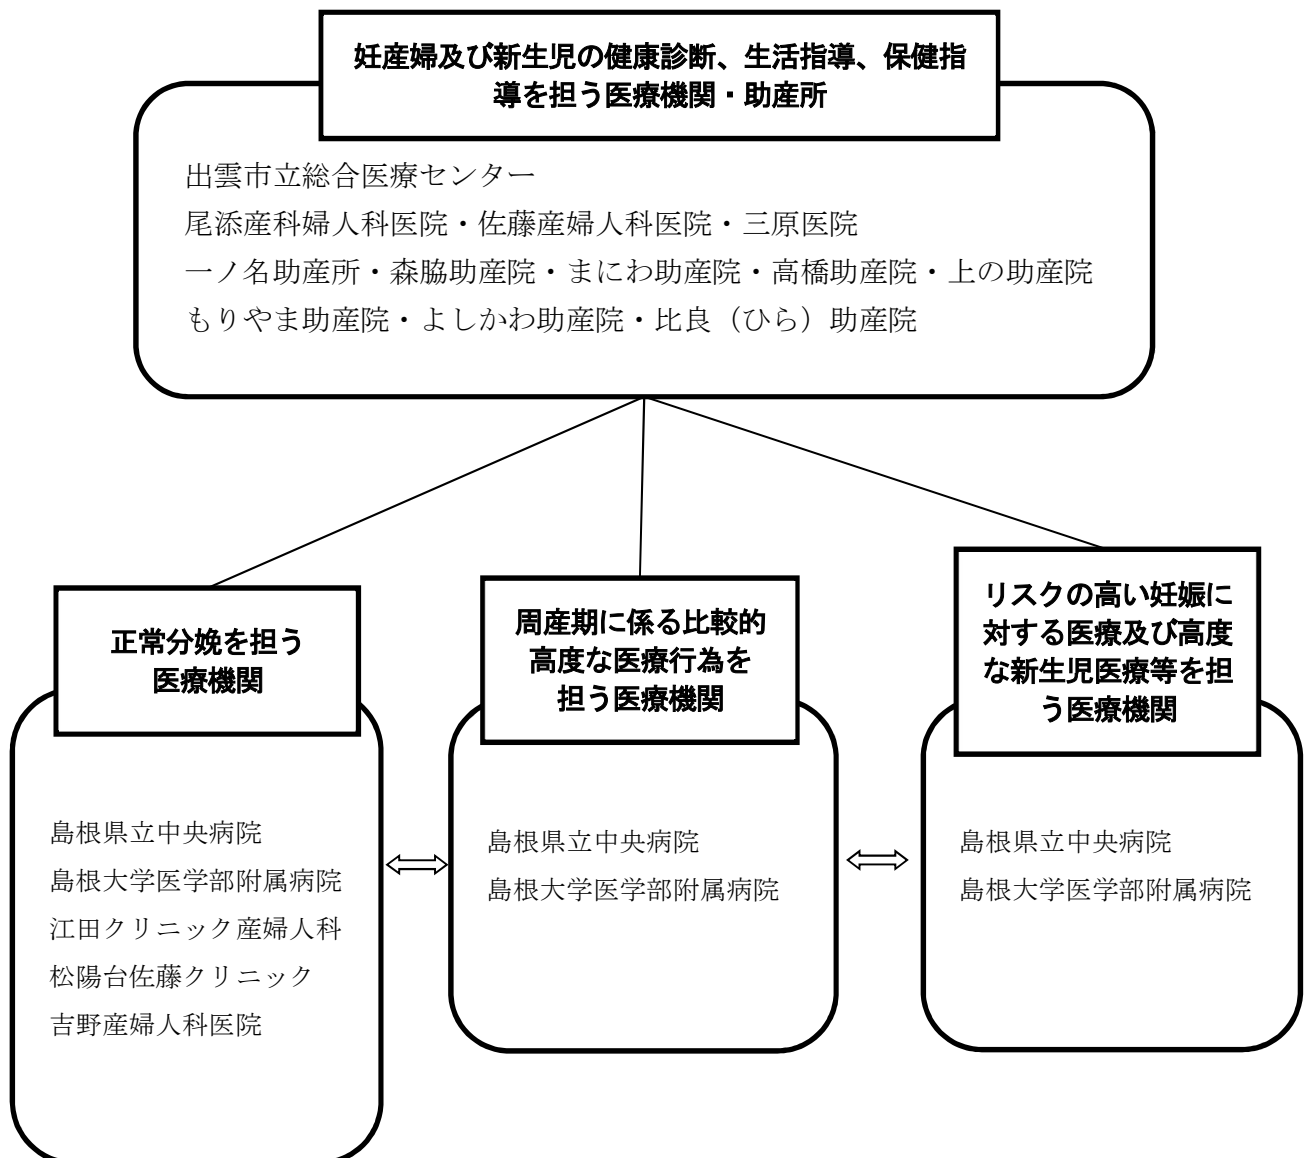 妊産婦及び新生児の健康診断、生活指導、保健指
導を担う医療機関・助産所
出雲市立総合医療センター
尾添産科婦人科医院・佐藤産婦人科医院・三原医院
一ノ名助産所・森脇助産院・まにわ助産院・高橋助産院・上の助産院
もりやま助産院・よしかわ助産院・比良（ひら）助産院
正常分娩を担う
医療機関
島根県立中央病院
島根大学医学部附属病院
江田クリニック産婦人科
松陽台佐藤クリニック
吉野産婦人科医院
周産期に係る比較的
高度な医療行為を
担う医療機関
島根県立中央病院
島根大学医学部附属病院
リスクの高い妊娠に
対する医療及び高度
な新生児医療等を担
う医療機関
島根県立中央病院
島根大学医学部附属病院